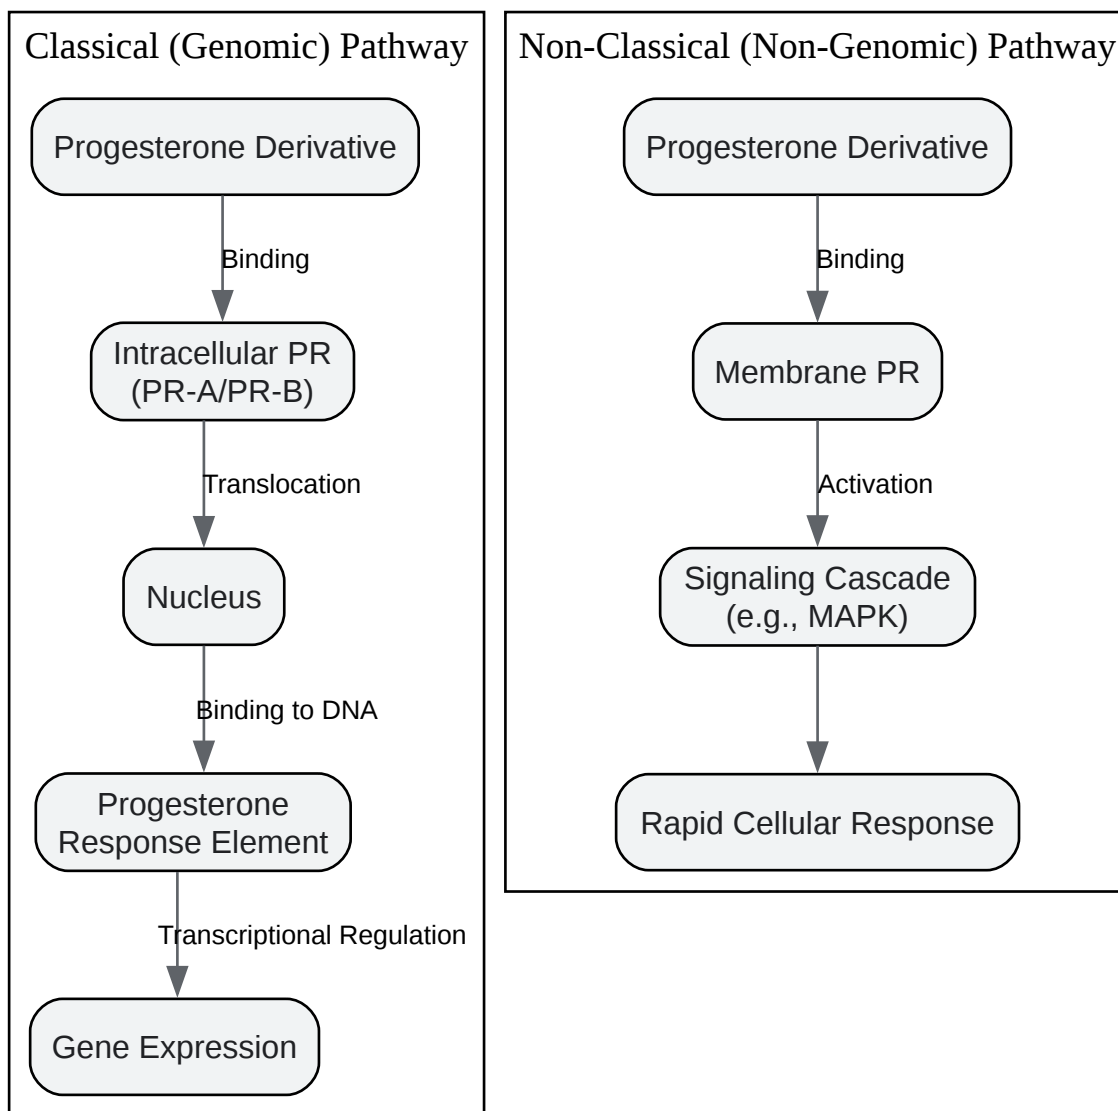 Classical (Genomic) Pathway
Progesterone Derivative
Binding
Intracellular PR
(PR-A/PR-B)
Translocation
Nucleus
Binding to DNA
Progesterone
Response Element
Transcriptional Regulation
Gene Expression
Non-Classical (Non-Genomic) Pathway
Progesterone Derivative
Binding
Membrane PR
Activation
Signaling Cascade
(e.g., MAPK)
Rapid Cellular Response